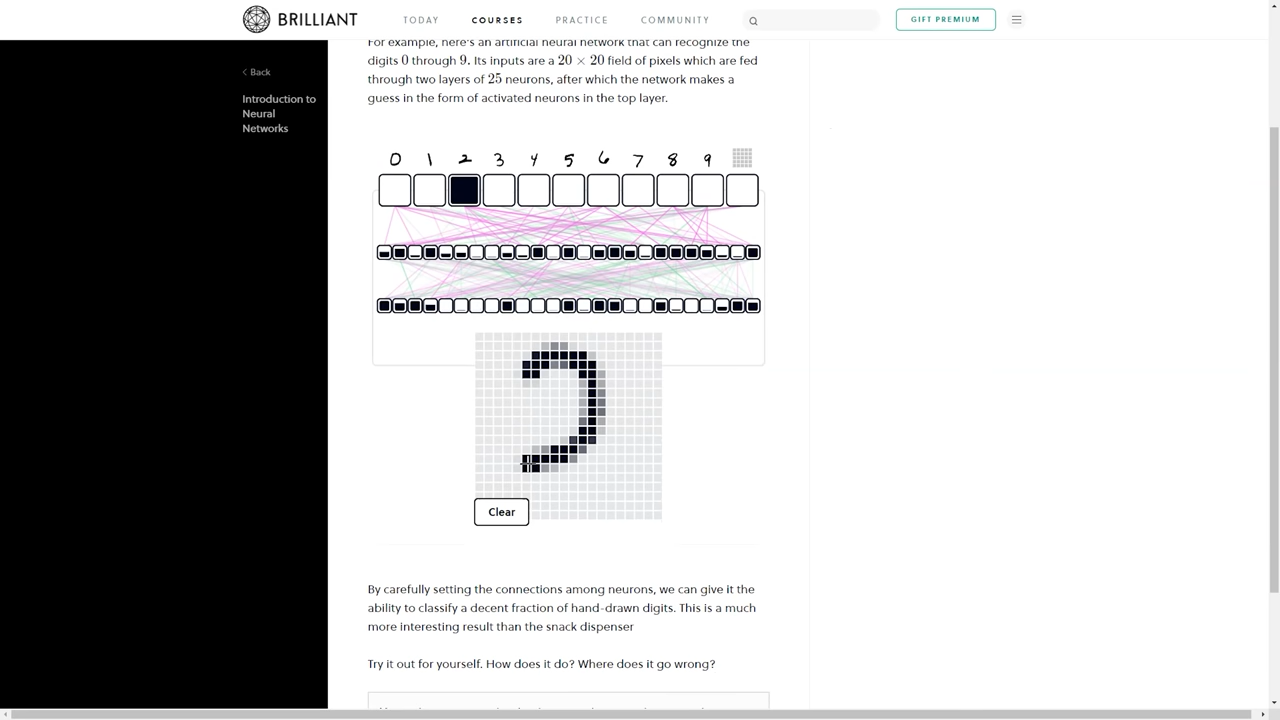 BRILLIANT
TODAY COURSES PRACTICE COMMUNITY GIFT PREMIUM
Back
Introduction to
Neural
Networks
For example, here's an artificial neural network that can recognize the
digits 0 through 9. Its inputs are a 20 × 20 field of pixels which are fed
through two layers of 25 neurons, after which the network makes a
guess in the form of activated neurons in the top layer.
0 1 2 3 4 5 6 7 8 9
Clear
By carefully setting the connections among neurons, we can give it the
ability to classify a decent fraction of hand-drawn digits. This is a much
more interesting result than the snack dispenser
Try it out for yourself. How does it do? Where does it go wrong?